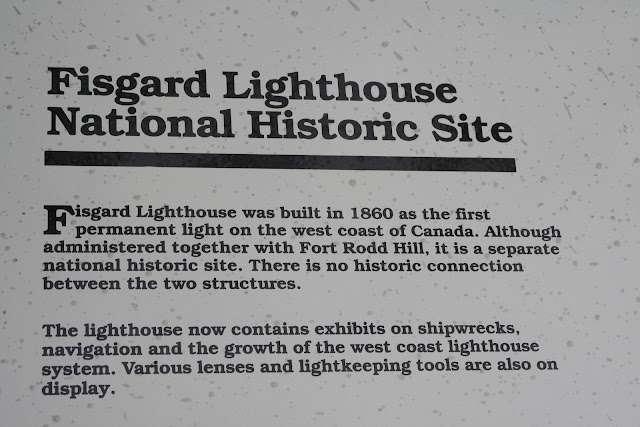 Fisgard Lighthouse
National Historic Site
Fisgard Lighthouse was built in 1860 as the first
permanent light on the west coast of Canada. Although
administered together with Fort Rodd Hill, it is a separate
national historic site. There is no historic connection
between the two structures.
The lighthouse now contains exhibits on shipwrecks,
navigation and the growth of the west coast lighthouse
system. Various lenses and lightkeeping tools are also on
display.